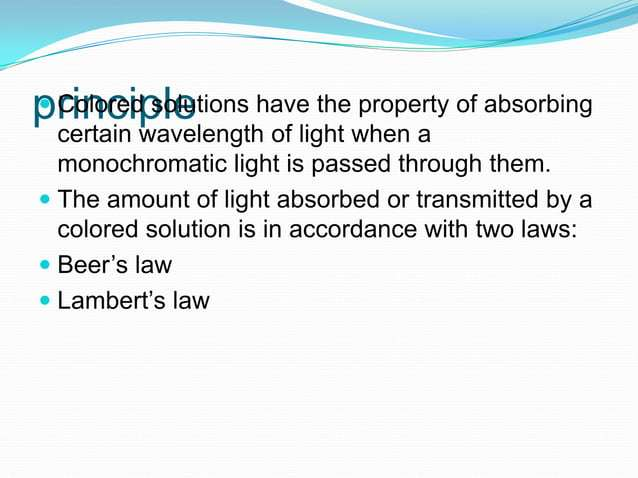 principle
Colored solutions have the property of absorbing
certain wavelength of light when a
monochromatic light is passed through them.
The amount of light absorbed or transmitted by a
colored solution is in accordance with two laws:
Beer’s law
Lambert’s law